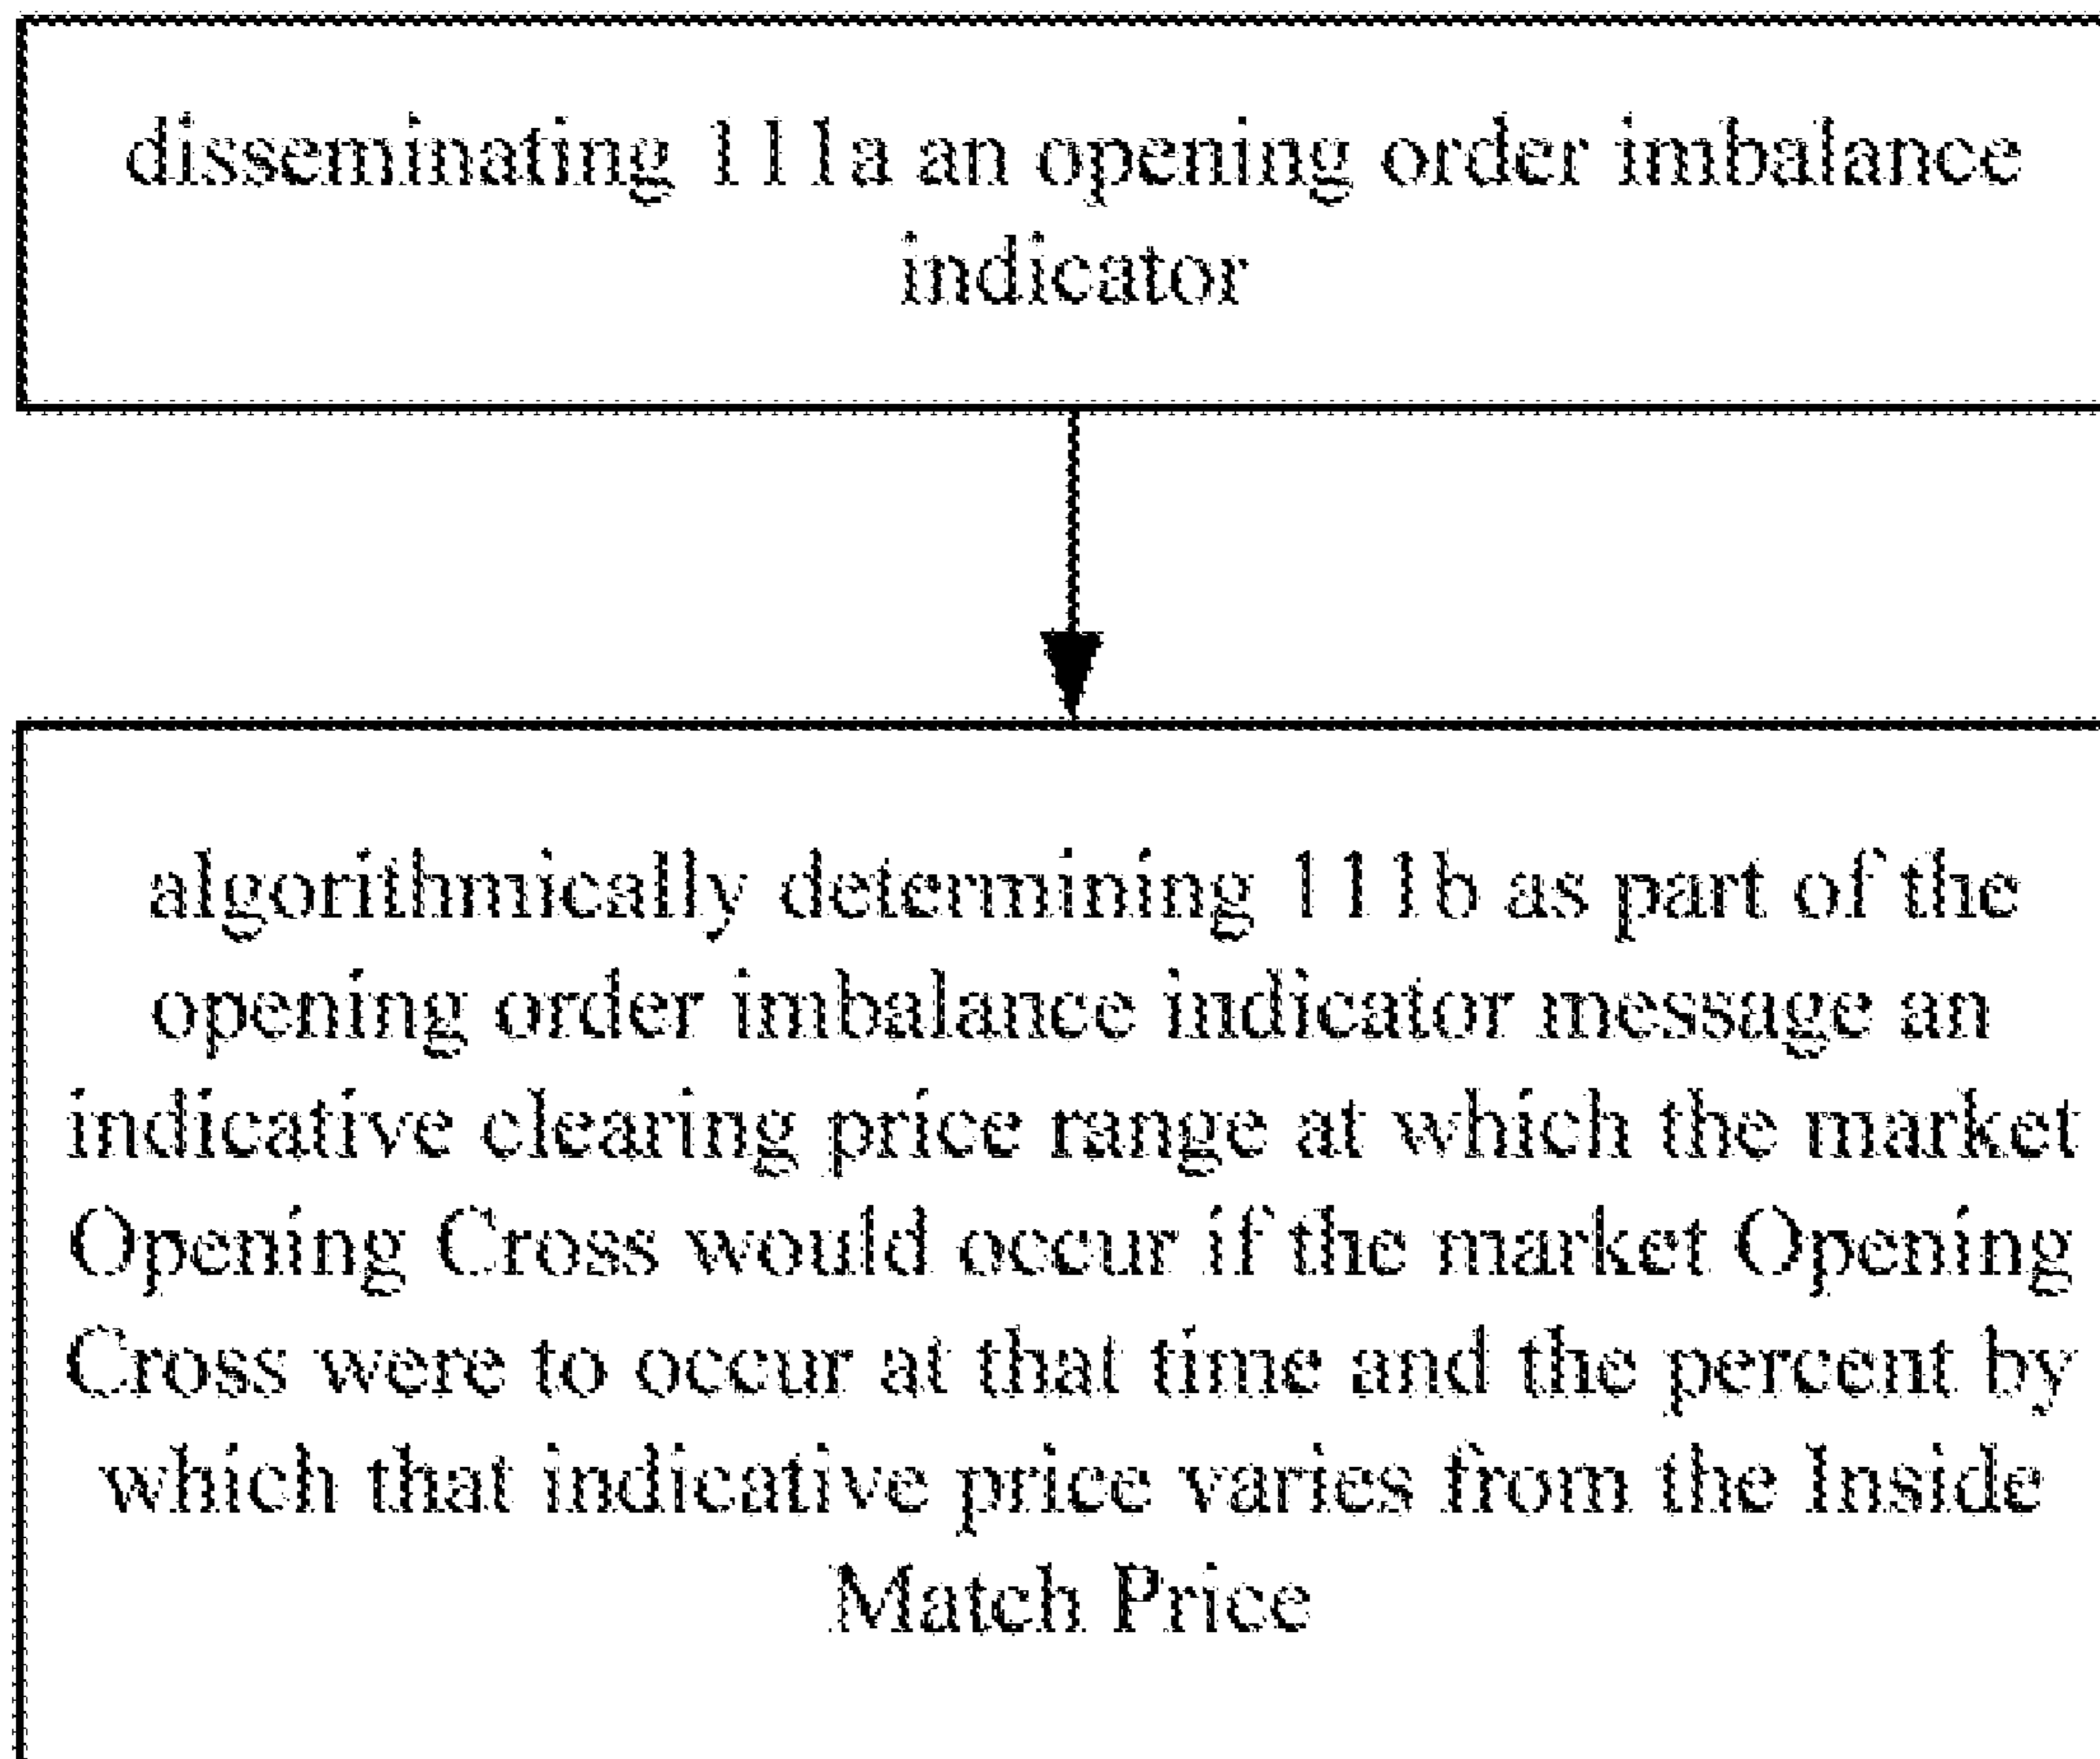 disseminating 111a an opening order imbalance
indicator
algorithmically determining 111b as part of the
opening order imbalance indicator message an
indicative clearing price range at which the market
Opening Cross would occur if the market Opening
Cross were to occur at that time and the percent by
which that indicative price varies from the Inside
Match Price